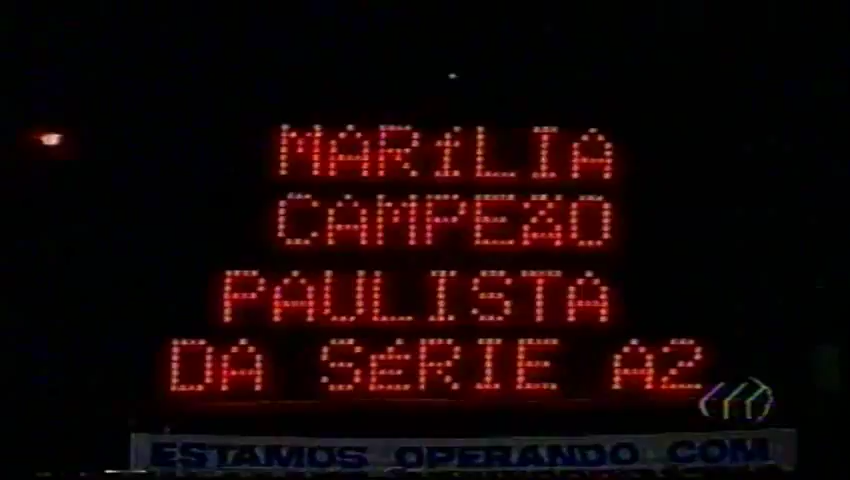 MARíLIA
CAMPEÃO
PAULISTA
DA SéRIE A2
ESTAMOS OPERANDO COM